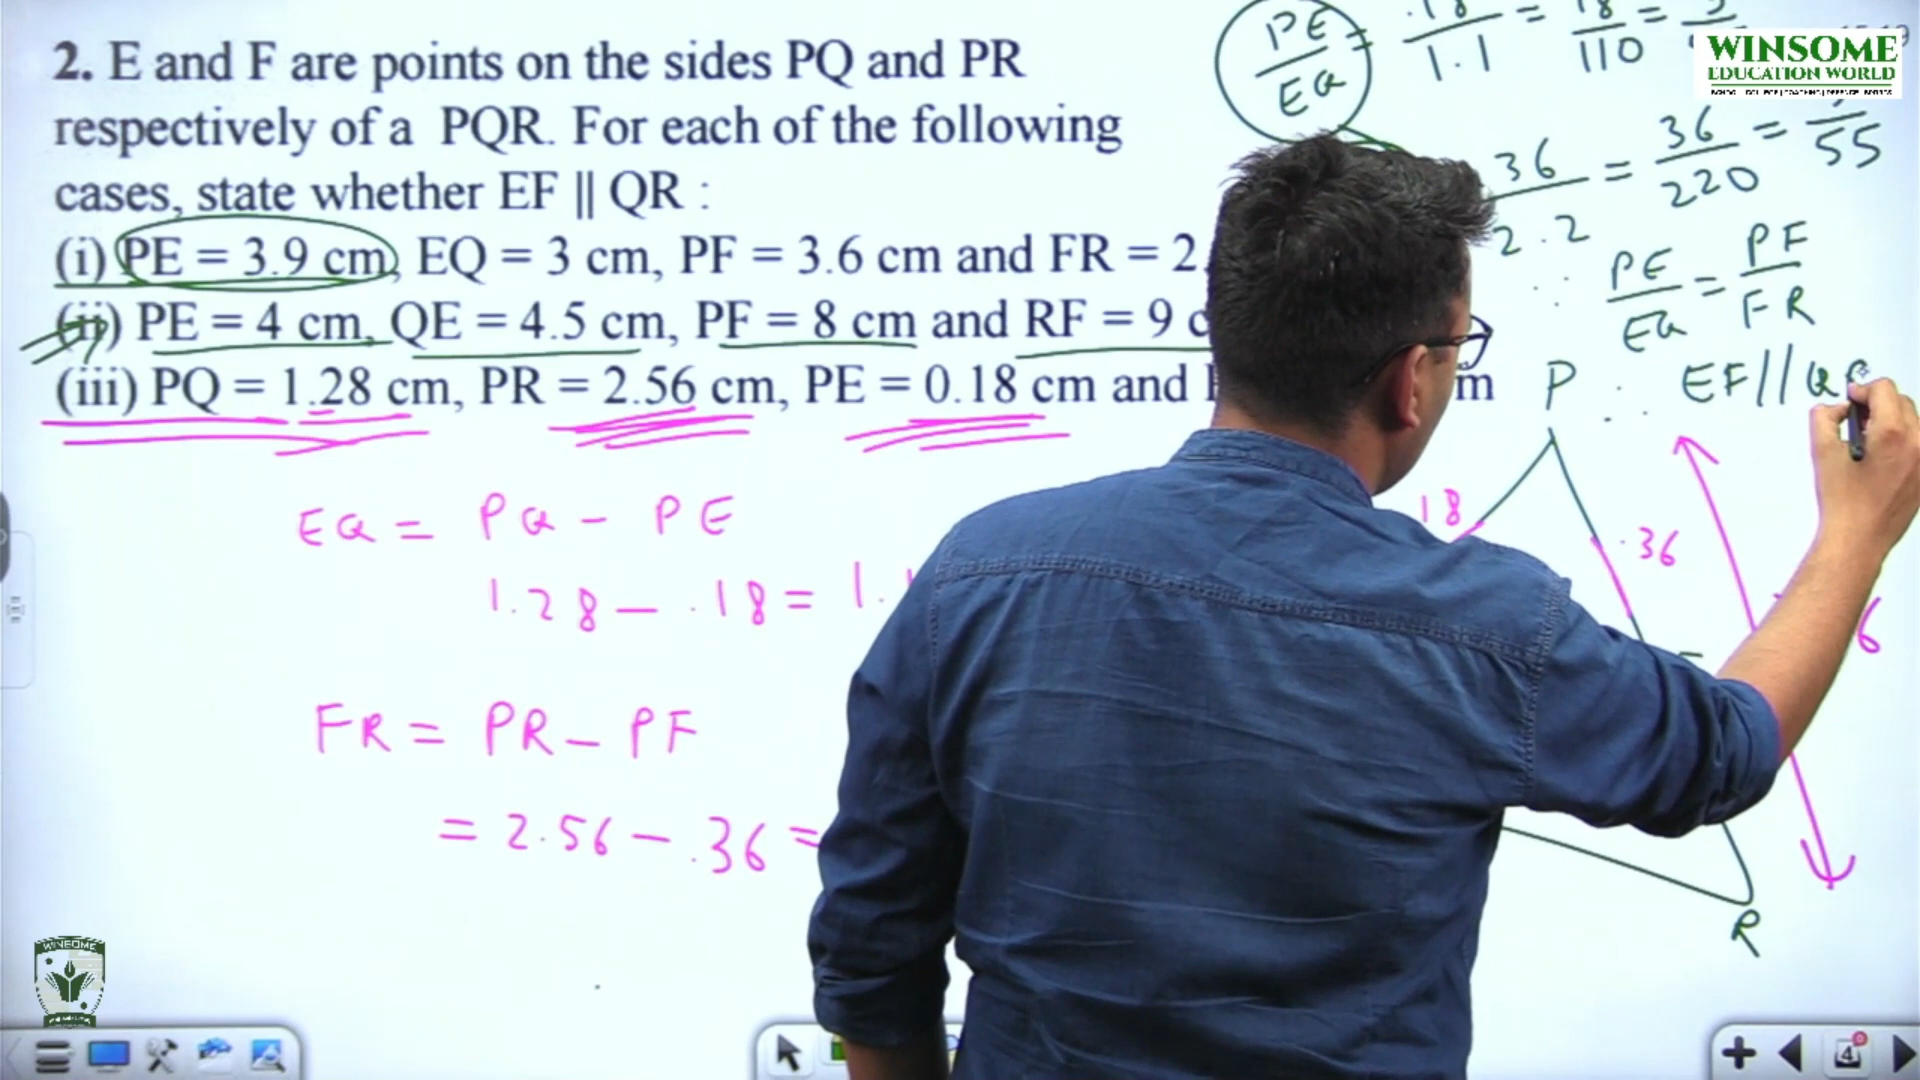 2. E and F are points on the sides PQ and PR
respectively of a PQR. For each of the following
cases, state whether EF || QR :
(i) PE = 3.9 cm, EQ = 3 cm, PF = 3.6 cm and FR = 2.
(ii) PE = 4 cm, QE = 4.5 cm, PF = 8 cm and RF = 9 c
(iii) PQ = 1.28 cm, PR = 2.56 cm, PE = 0.18 cm and m
EQ = PQ - PE
1.28 - .18 = 1.
FR = PR - PF
= 2.56 - .36 =
PE/EQ = .18/1.1 = 18/110 =
36/2.2 = 36/220 = /55
∵ PE/EQ = PF/FR
∴ EF // Q
P
18
.36
6
R
WINSOME
EDUCATION WORLD
WINSOME
4